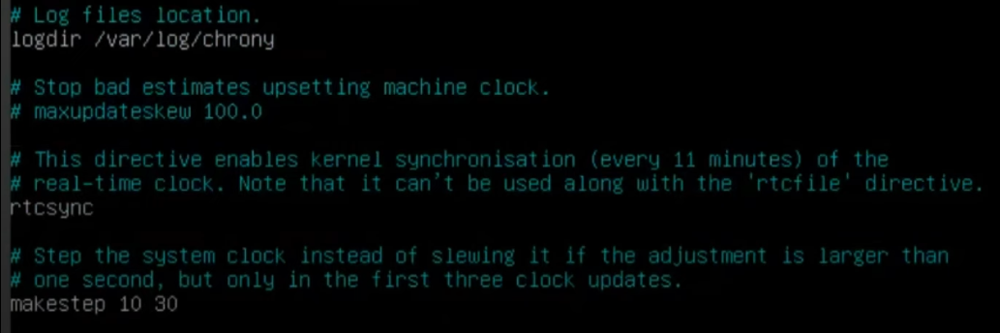 # Log files location.
logdir /var/log/chrony
# Stop bad estimates upsetting machine clock.
# maxupdateskew 100.0
# This directive enables kernel synchronisation (every 11 minutes) of the
# real-time clock. Note that it can't be used along with the 'rtcfile' directive.
rtcsync
# Step the system clock instead of slewing it if the adjustment is larger than
# one second, but only in the first three clock updates.
makestep 10 30